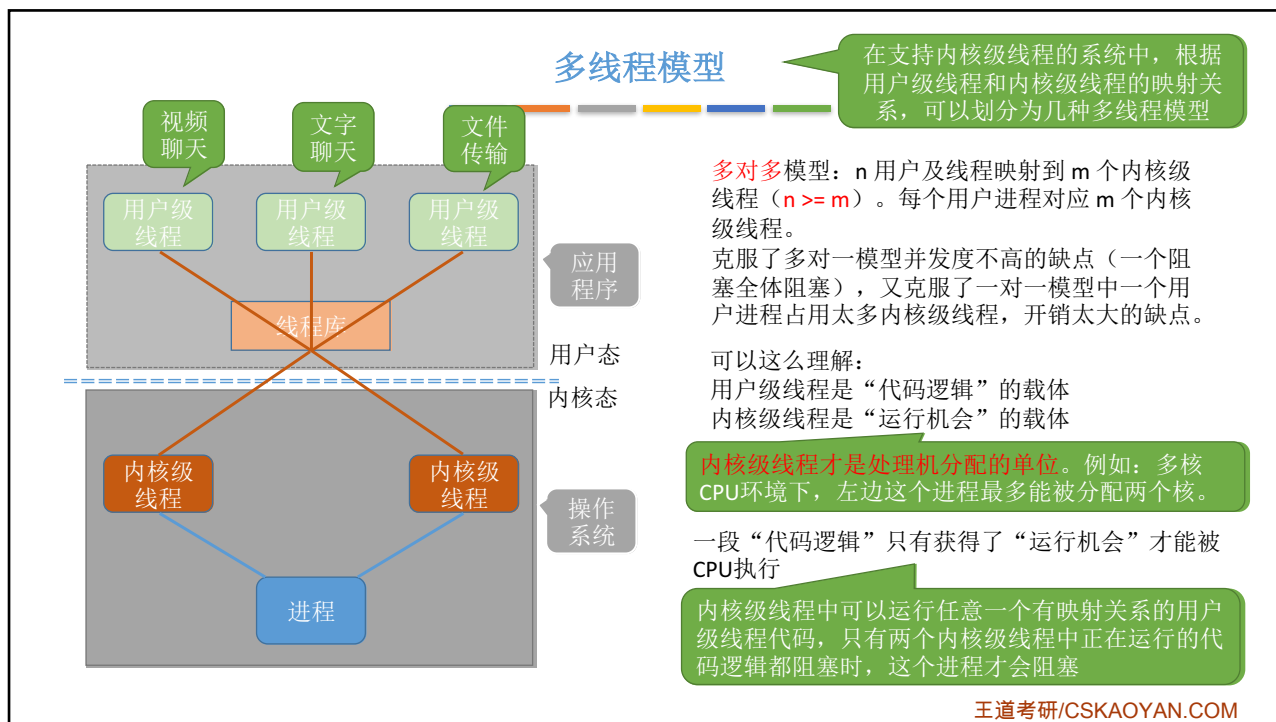 多线程模型
在支持内核级线程的系统中，根据
用户级线程和内核级线程的映射关
系，可以划分为几种多线程模型
视频
聊天
文字
聊天
文件
传输
用户级
线程
用户级
线程
用户级
线程
应用
程序
线程库
用户态
内核态
内核级
线程
内核级
线程
操作
系统
进程
多对多模型：n 用户及线程映射到 m 个内核级
线程（n >= m）。每个用户进程对应 m 个内核
级线程。
克服了多对一模型并发度不高的缺点（一个阻
塞全体阻塞），又克服了一对一模型中一个用
户进程占用太多内核级线程，开销太大的缺点。
可以这么理解：
用户级线程是“代码逻辑”的载体
内核级线程是“运行机会”的载体
内核级线程才是处理机分配的单位。例如：多核
CPU环境下，左边这个进程最多能被分配两个核。
一段“代码逻辑”只有获得了“运行机会”才能被
CPU执行
内核级线程中可以运行任意一个有映射关系的用户
级线程代码，只有两个内核级线程中正在运行的代
码逻辑都阻塞时，这个进程才会阻塞
王道考研/CSKAOYAN.COM